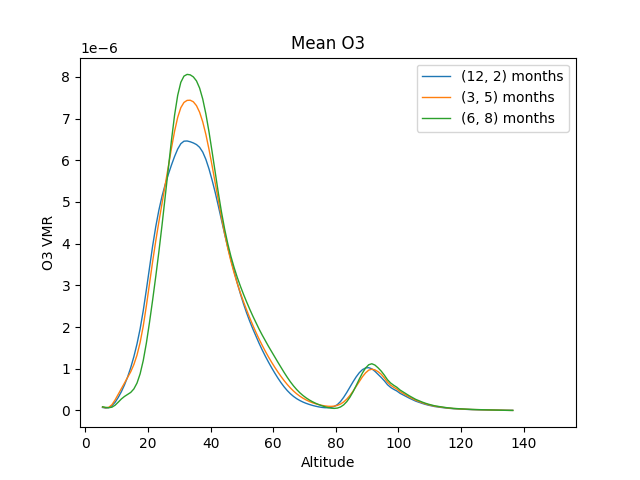 Mean O3
1e−6
(12, 2) months
(3, 5) months
(6, 8) months
8
7
6
5
4
3
2
1
0
O3 VMR
0 20 40 60 80 100 120 140
Altitude